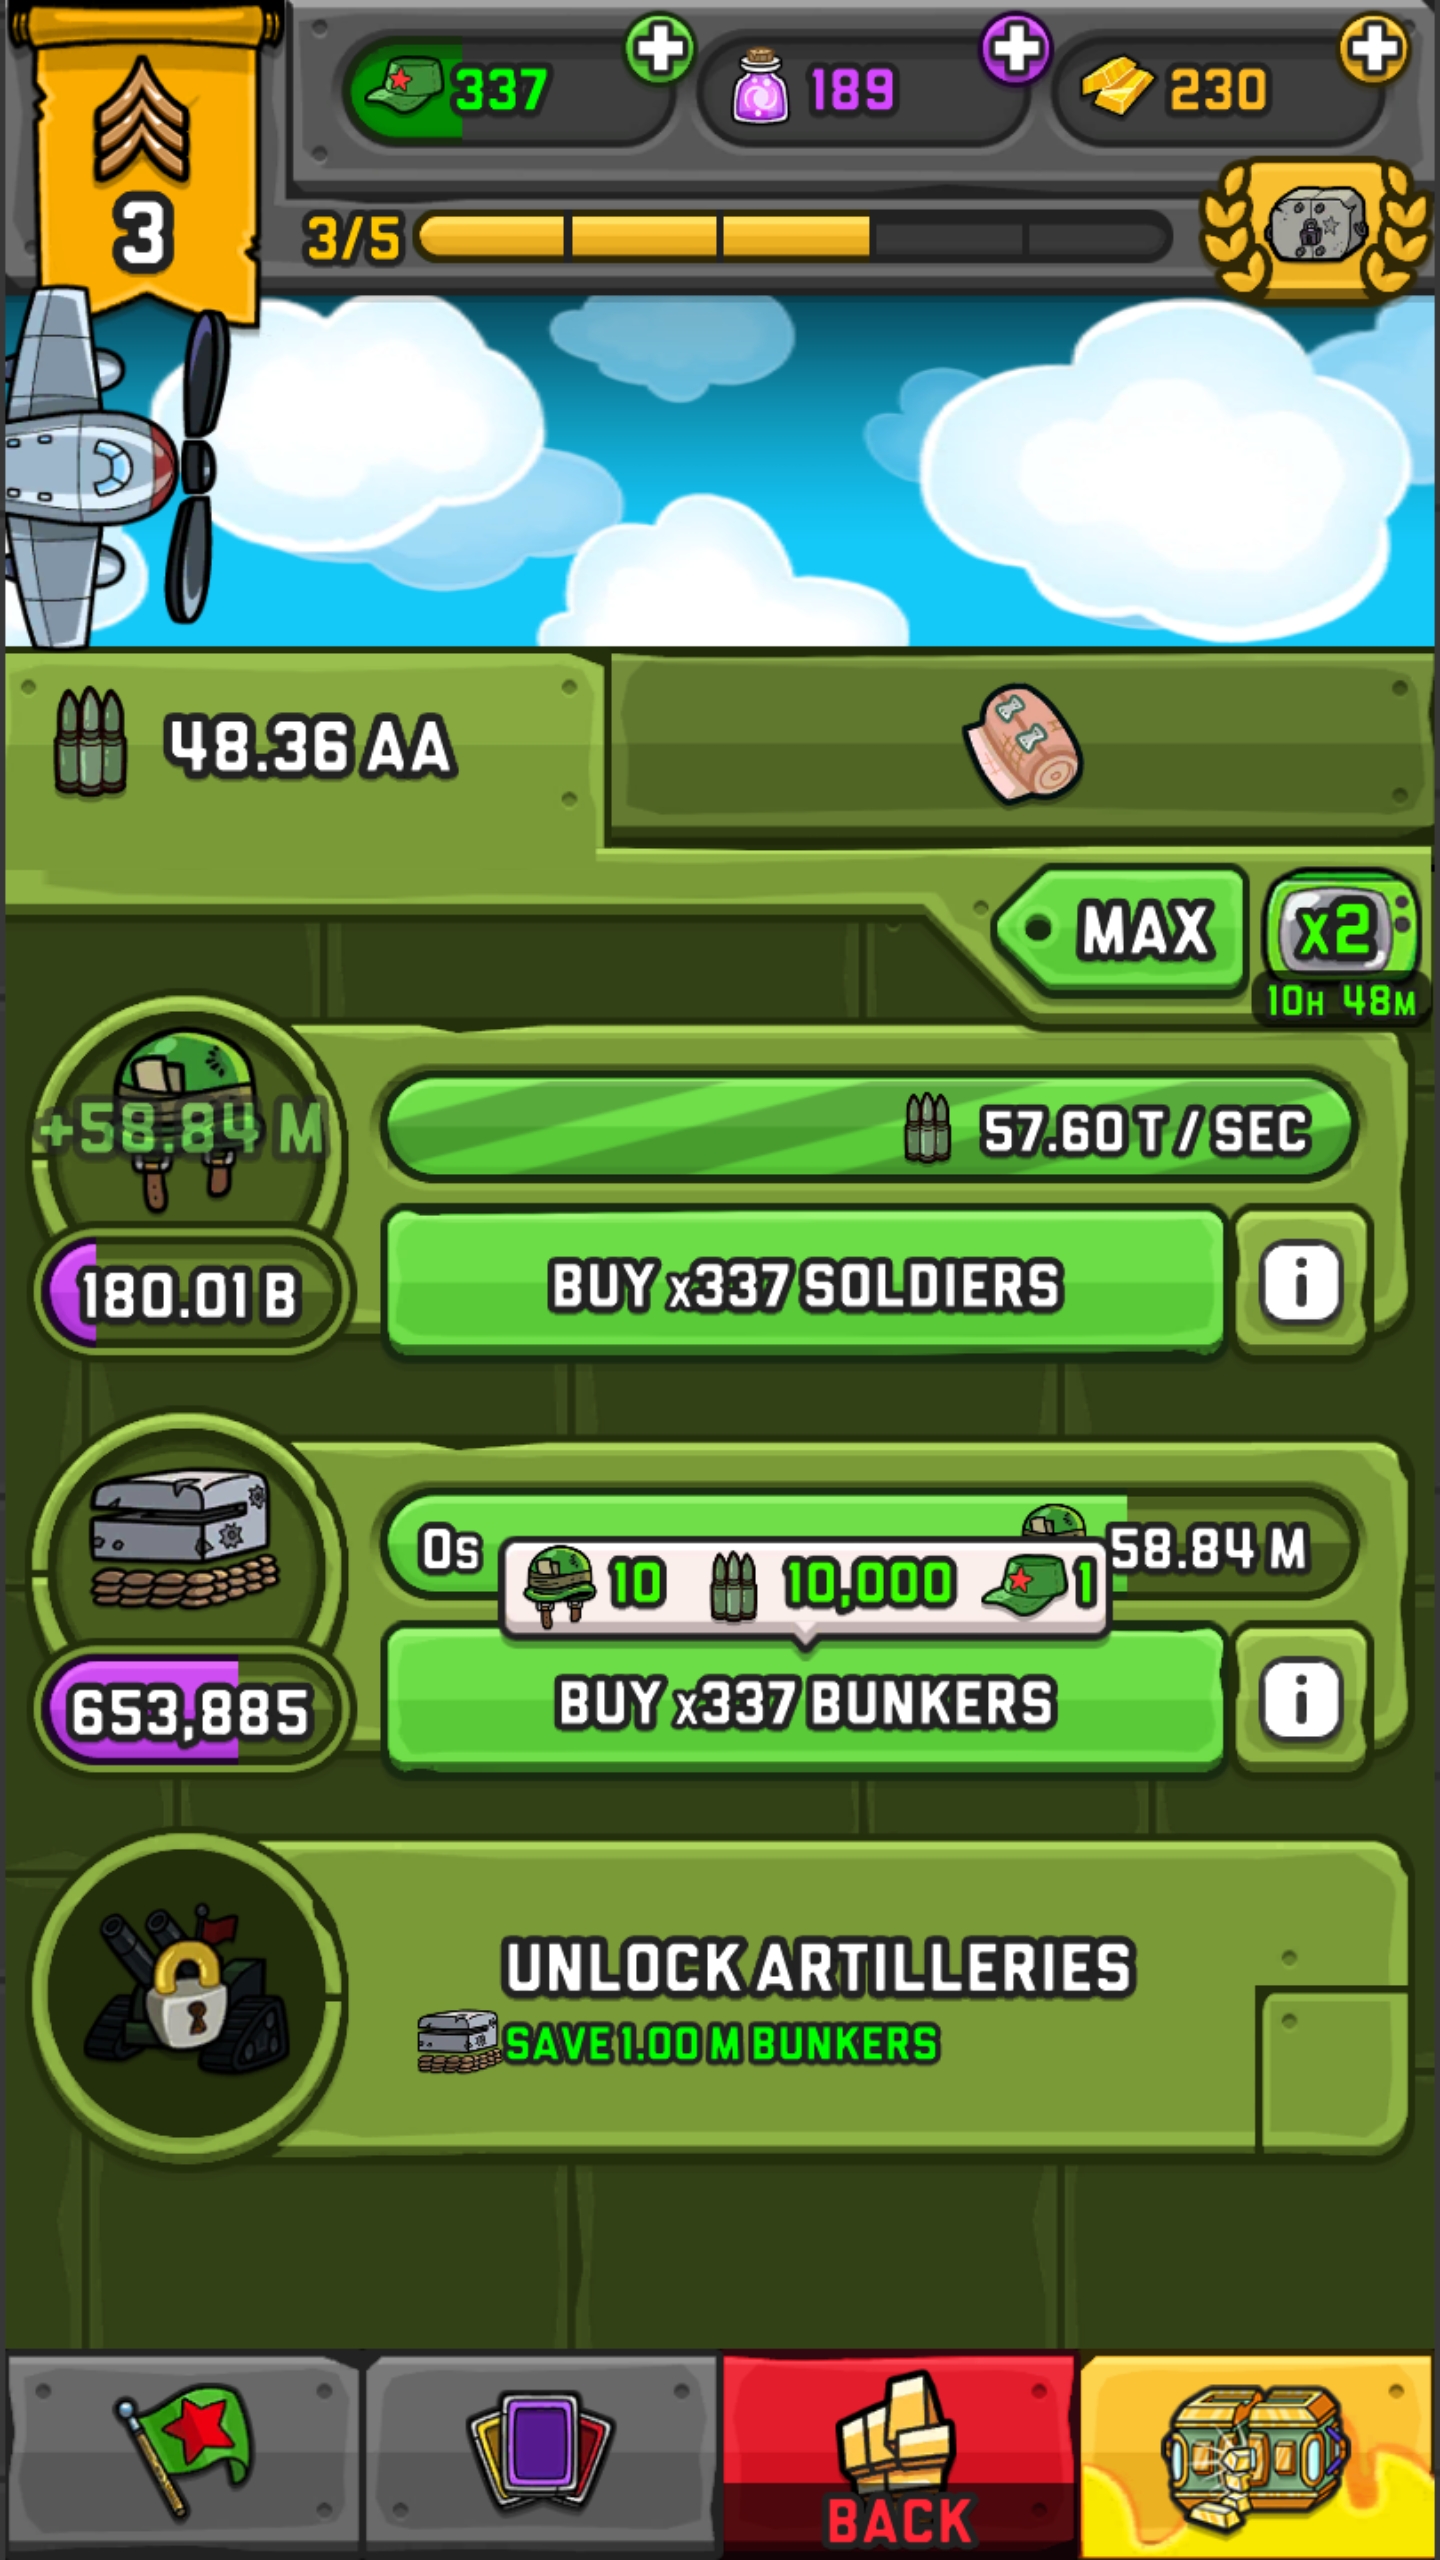 337
189
230
3
3/5
48.36 AA
MAX
x2
10H 48M
+58.84 M
57.60 T / SEC
180.01 B
BUY x337 SOLDIERS
0s
58.84 M
10
10,000
1
653,885
BUY x337 BUNKERS
UNLOCK ARTILLERIES
SAVE 1.00 M BUNKERS
BACK